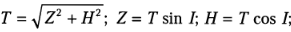 T = √(Z² + H²); Z = T sin I; H = T cos I;